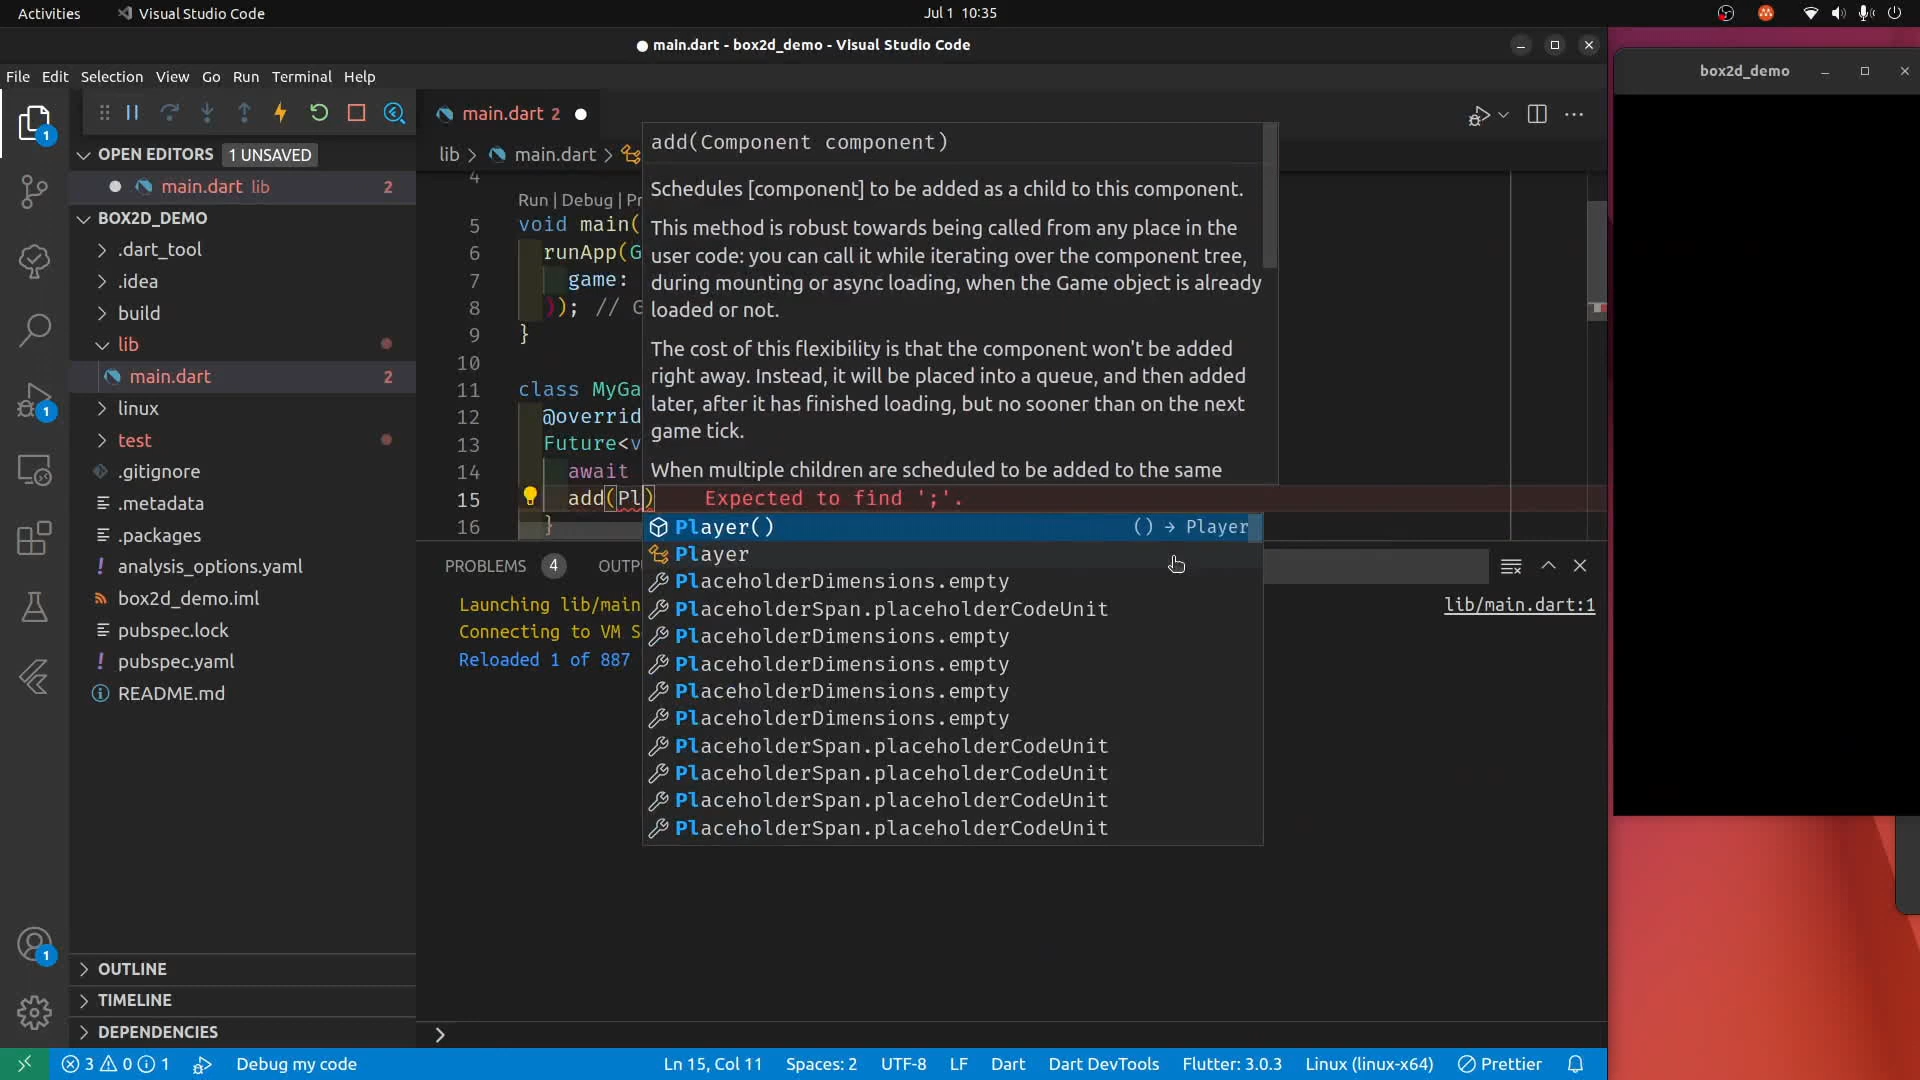 Activities
Visual Studio Code
Jul 1 10:35
main.dart - box2d_demo - Visual Studio Code
box2d_demo
File Edit Selection View Go Run Terminal Help
1
main.dart 2
OPEN EDITORS 1 UNSAVED
main.dart lib 2
BOX2D_DEMO
.dart_tool
.idea
build
lib
main.dart 2
linux
test
.gitignore
.metadata
.packages
analysis_options.yaml
box2d_demo.iml
pubspec.lock
pubspec.yaml
README.md
OUTLINE
TIMELINE
DEPENDENCIES
1
1
lib > main.dart >
4
Run | Debug |
5 void main(
6 runApp(G
7 game:
8 )); // G
9 }
10
11 class MyGa
12 @overrid
13 Future<v
14 await
15 add(Pl) Expected to find ';'.
16 }
add(Component component)
Schedules [component] to be added as a child to this component.
This method is robust towards being called from any place in the
user code: you can call it while iterating over the component tree,
during mounting or async loading, when the Game object is already
loaded or not.
The cost of this flexibility is that the component won't be added
right away. Instead, it will be placed into a queue, and then added
later, after it has finished loading, but no sooner than on the next
game tick.
When multiple children are scheduled to be added to the same
Player() () → Player
Player
PlaceholderDimensions.empty
PlaceholderSpan.placeholderCodeUnit
PlaceholderDimensions.empty
PlaceholderDimensions.empty
PlaceholderDimensions.empty
PlaceholderDimensions.empty
PlaceholderSpan.placeholderCodeUnit
PlaceholderSpan.placeholderCodeUnit
PlaceholderSpan.placeholderCodeUnit
PlaceholderSpan.placeholderCodeUnit
PROBLEMS 4 OUTPU
Launching lib/main
lib/main.dart:1
Connecting to VM S
Reloaded 1 of 887
3 0 1 Debug my code
Ln 15, Col 11 Spaces: 2 UTF-8 LF Dart Dart DevTools Flutter: 3.0.3 Linux (linux-x64) Prettier